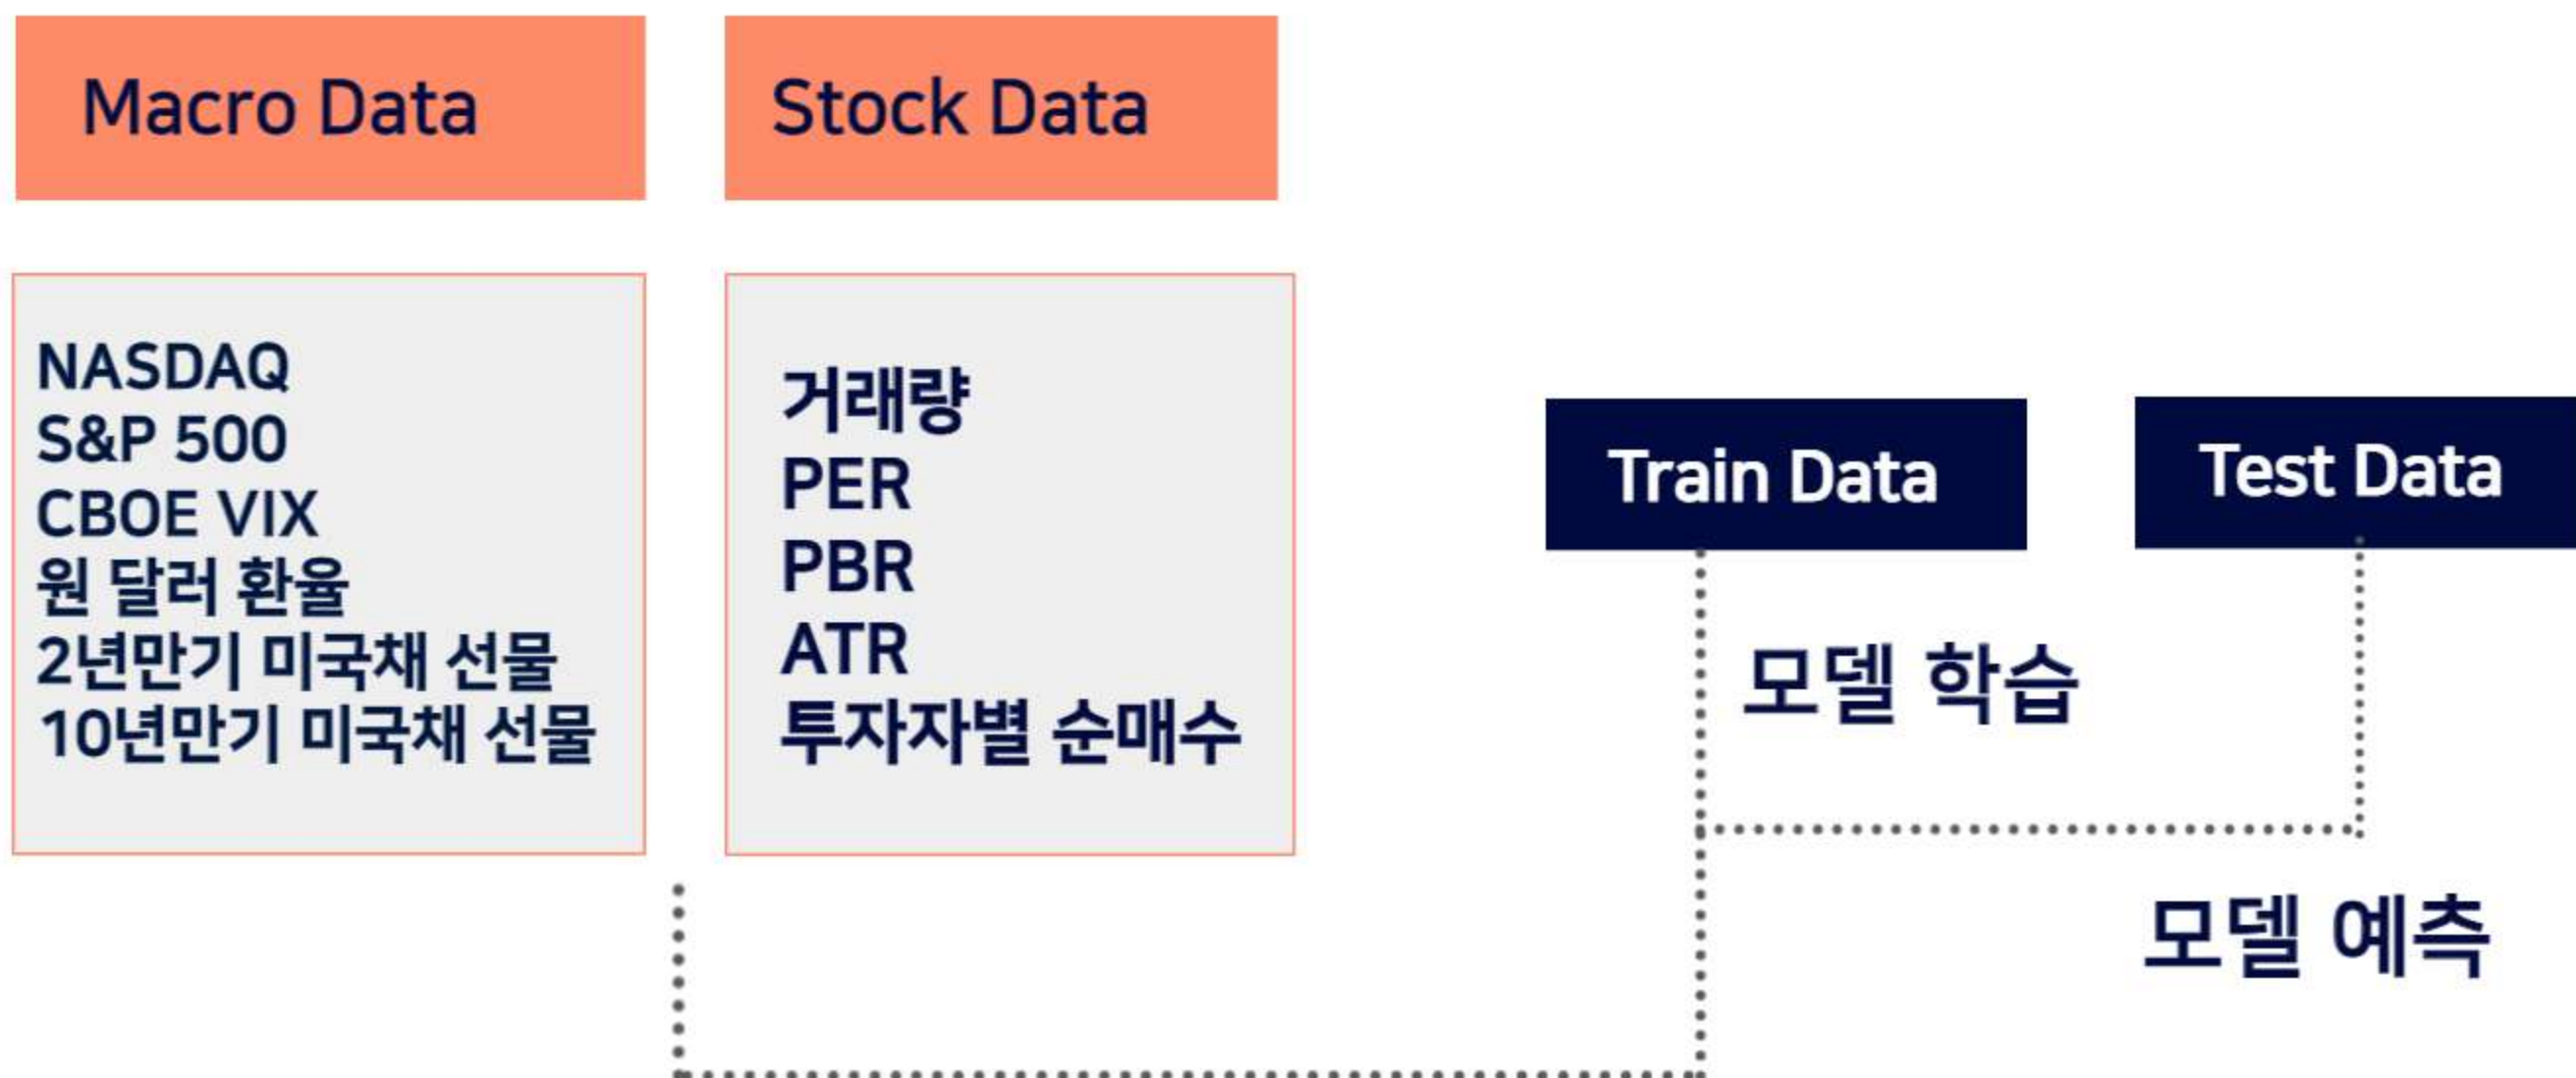 Macro Data
NASDAQ
S&P 500
CBOE VIX
원 달러 환율
2년만기 미국채 선물
10년만기 미국채 선물
Stock Data
거래량
PER
PBR
ATR
투자자별 순매수
Train Data
Test Data
모델 학습
모델 예측